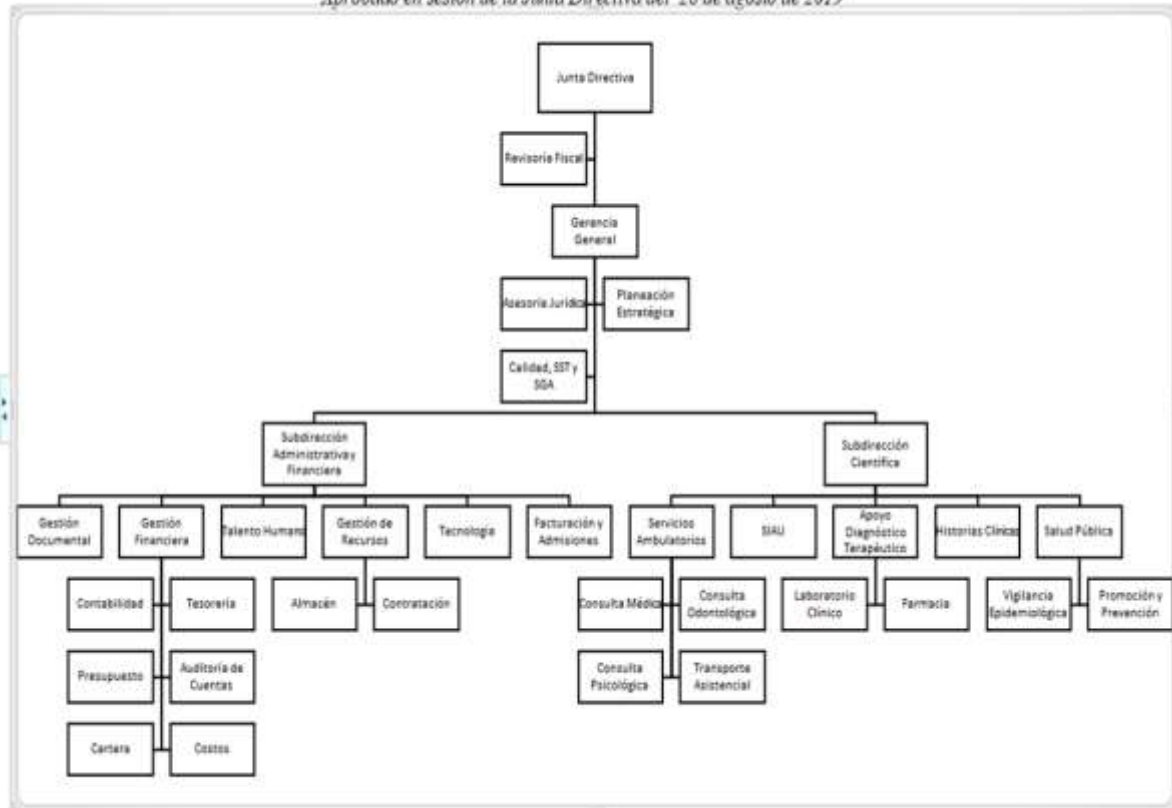 Aprobado en sesión de la Junta Directiva del 20 de agosto de 2019
Junta Directiva
Revisoría Fiscal
Gerencia
General
Asesoría Jurídica
Planeación
Estratégica
Calidad, SST y
SGA
Subdirección
Administrativa y
Financiera
Subdirección
Científica
Gestión
Documental
Gestión
Financiera
Talento Humano
Gestión de
Recursos
Tecnología
Facturación y
Admisiones
Servicios
Ambulatorios
SIAU
Apoyo
Diagnóstico
Terapéutico
Historias Clínicas
Salud Pública
Contabilidad
Tesorería
Almacén
Contratación
Consulta Médica
Consulta
Odontológica
Laboratorio
Clínico
Farmacia
Vigilancia
Epidemiológica
Promoción y
Prevención
Presupuesto
Auditoría de
Cuentas
Consulta
Psicológica
Transporte
Asistencial
Cartera
Costos